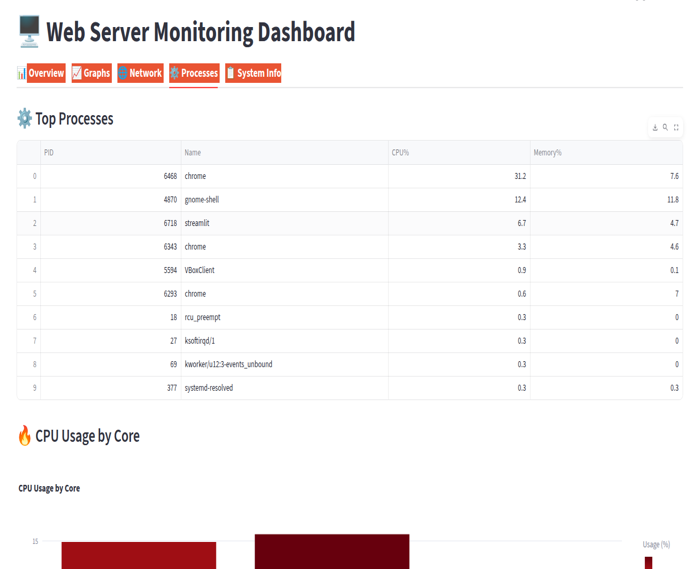 Web Server Monitoring Dashboard
Overview Graphs Network Processes System Info
Top Processes
PID Name CPU% Memory%
0 6468 chrome 31.2 7.6
1 4870 gnome-shell 12.4 11.8
2 6718 streamlit 6.7 4.7
3 6343 chrome 3.3 4.6
4 5594 VBoxClient 0.9 0.1
5 6293 chrome 0.6 7
6 18 rcu_preempt 0.3 0
7 27 ksoftirqd/1 0.3 0
8 69 kworker/u12:3-events_unbound 0.3 0
9 377 systemd-resolved 0.3 0.3
CPU Usage by Core
CPU Usage by Core
15 Usage (%)